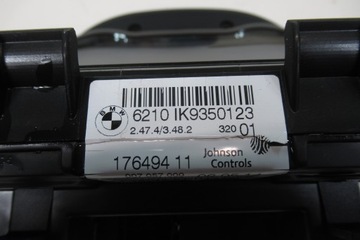 BMW
6210 IK9350123
2.47.4/3.48.2 320 01
176494 11 Johnson
Controls